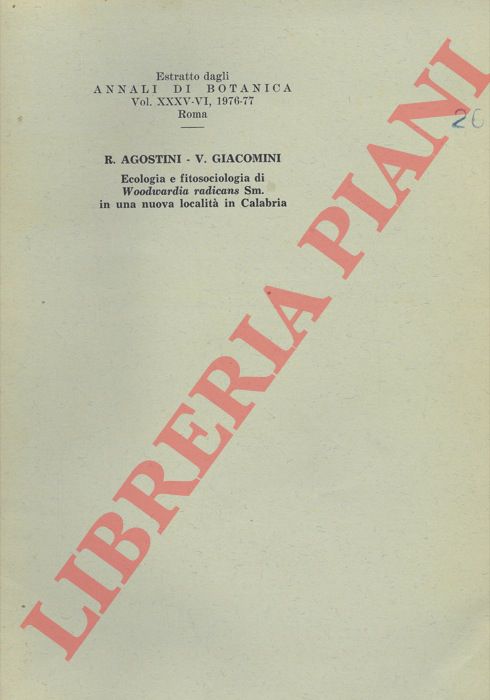 Estratto dagli
ANNALI DI BOTANICA
Vol. XXXV-VI, 1976-77
Roma
26
R. AGOSTINI - V. GIACOMINI
Ecologia e fitosociologia di
Woodwardia radicans Sm.
in una nuova località in Calabria
LIBRERIA PIANI